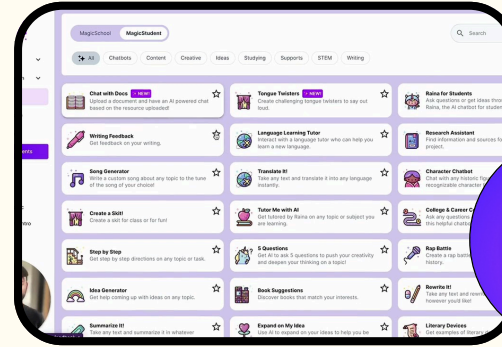 MagicSchool MagicStudent
Search
All Chatbots Content Creative Ideas Studying Supports STEM Writing
Chat with Docs NEW!
Upload a document and have an AI powered chat
based on the resource uploaded!
Tongue Twisters NEW!
Create challenging tongue twisters to say out
loud.
Raina for Students
Ask questions or get ideas
Raina, the AI chatbot for
Writing Feedback
Get feedback on your writing.
Language Learning Tutor
Interact with a language tutor who can help you
learn a new language.
Research Assistant
Find information and sources
project.
Song Generator
Write a custom song about any topic to the tune
of the song of your choice!
Translate It!
Take any text and translate it into any language
instantly.
Character Chatbot
Chat with any historic
recognizable character
Create a Skit!
Create a skit for class or for fun!
Tutor Me with AI
Get tutored by Raina on any topic or subject you
are learning.
College & Career
Ask any questions
this helpful
Step by Step
Get step by step directions on any topic or task.
5 Questions
Get AI to ask 5 questions to push your creativity
and deepen your thinking on a topic!
Rap Battle
Create a rap
history.
Idea Generator
Get help coming up with ideas on any topic.
Book Suggestions
Discover books that match your interests.
Rewrite It!
Take any text and
however you'd like!
Summarize It!
Take any text and summarize it in whatever
Expand on My Idea
Use AI to expand on your ideas to help you be
Literary Devices
Get examples of literary